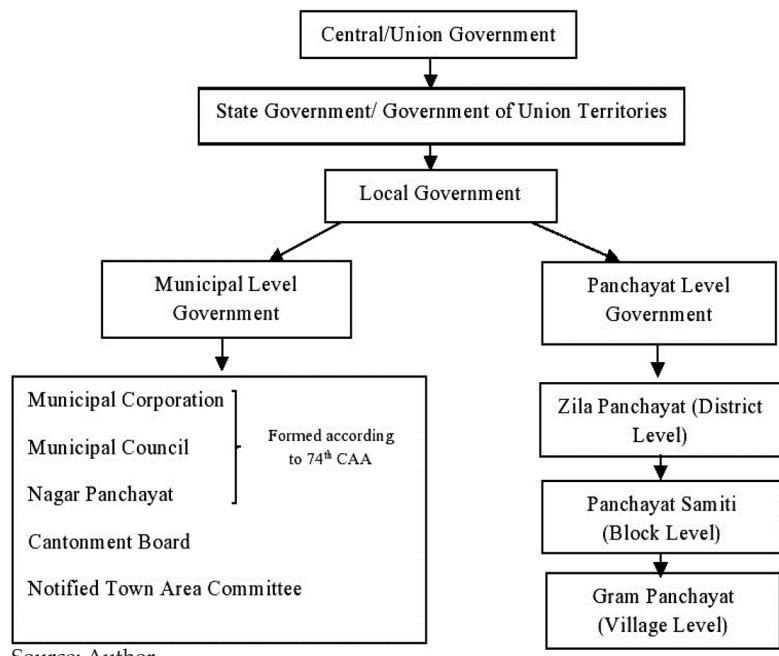 Central/Union Government
State Government/ Government of Union Territories
Local Government
Municipal Level
Government
Panchayat Level
Government
Municipal Corporation
Municipal Council
Nagar Panchayat
Formed according
to 74th CAA
Cantonment Board
Notified Town Area Committee
Zila Panchayat (District
Level)
Panchayat Samiti
(Block Level)
Gram Panchayat
(Village Level)
Source: Author